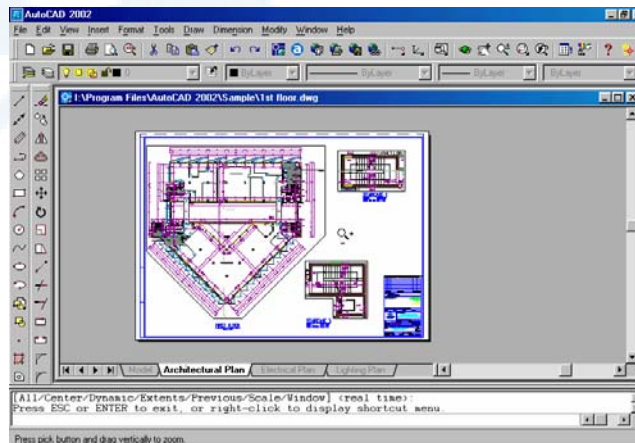 AutoCAD 2002
File Edit View Insert Format Tools Draw Dimension Modify Window Help
0 ByLayer ByLayer ByLayer ByLayer
I:\Program Files\AutoCAD 2002\Sample\1st floor.dwg
Model Architectural Plan Electrical Plan Lighting Plan
[All/Center/Dynamic/Extents/Previous/Scale/Window] <real time>:
Press ESC or ENTER to exit, or right-click to display shortcut menu.
Press pick button and drag vertically to zoom.